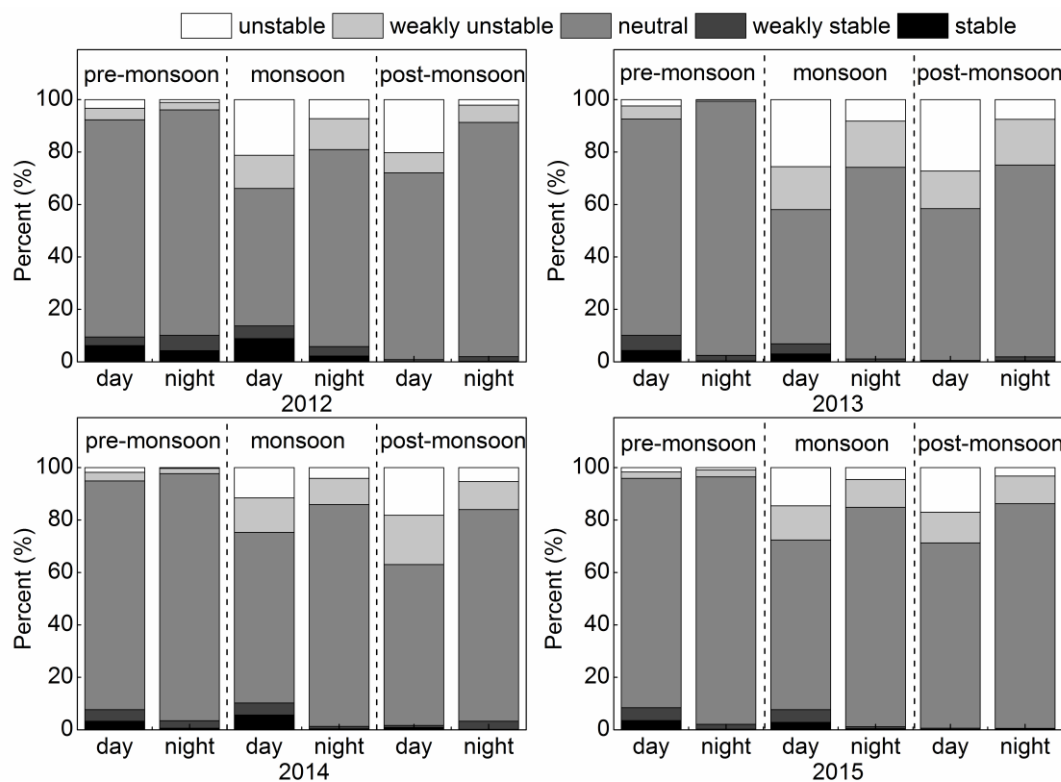 unstable weakly unstable neutral weakly stable stable
pre-monsoon monsoon post-monsoon
100
80
60
40
20
0
Percent (%)
day night day night day night
2012
pre-monsoon monsoon post-monsoon
100
80
60
40
20
0
Percent (%)
day night day night day night
2013
pre-monsoon monsoon post-monsoon
100
80
60
40
20
0
Percent (%)
day night day night day night
2014
pre-monsoon monsoon post-monsoon
100
80
60
40
20
0
Percent (%)
day night day night day night
2015